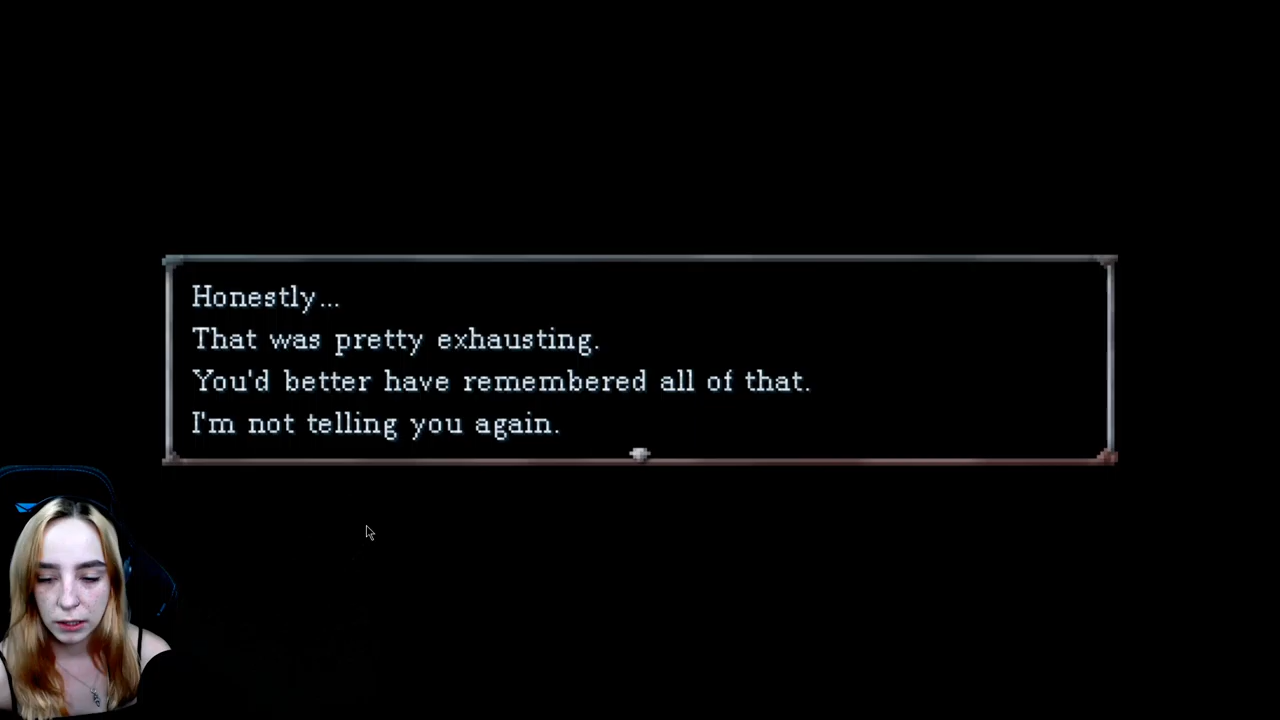 Honestly...
That was pretty exhausting.
You'd better have remembered all of that.
I'm not telling you again.